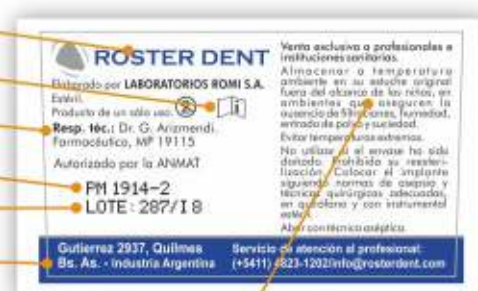 ROSTER DENT
Elaborado por LABORATORIOS ROMI S.A.
Estéril.
Producto de un sólo uso.
Resp. téc.: Dr. G. Arizmendi.
Farmacéutico, MP 19115
Autorizado por la ANMAT
PM 1914-2
LOTE: 287/I 8
Venta exclusiva a profesionales e
instituciones sanitarias.
Almacenar a temperatura
ambiente en su estuche original
fuera del alcance de los niños, en
ambientes que aseguren la
ausencia de filtraciones, humedad,
entrada de polvo y suciedad.
Evitar temperaturas extremas.
No utilizar si el envase ha sido
dañado. Prohibida su reesteri-
lización. Colocar el implante
siguiendo normas de asepsia y
técnicas quirúrgicas adecuadas,
en quirófano y con instrumental
estéril.
Abrir con técnica aséptica.
Gutierrez 2937, Quilmes
Bs. As. - Industria Argentina
Servicio de atención al profesional:
(+5411) 4823-1202/info@rosterdent.com